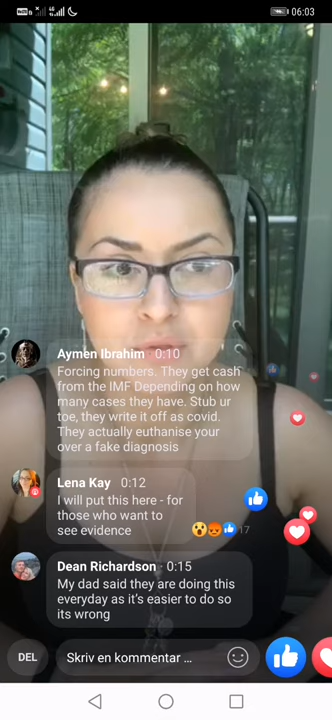 06:03
Aymen Ibrahim 0:10
Forcing numbers. They get cash
from the IMF Depending on how
many cases they have. Stub ur
toe, they write it off as covid.
They actually euthanise your
over a fake diagnosis
Lena Kay 0:12
I will put this here - for
those who want to
see evidence
17
Dean Richardson 0:15
My dad said they are doing this
everyday as it's easier to do so
its wrong
DEL
Skriv en kommentar ...